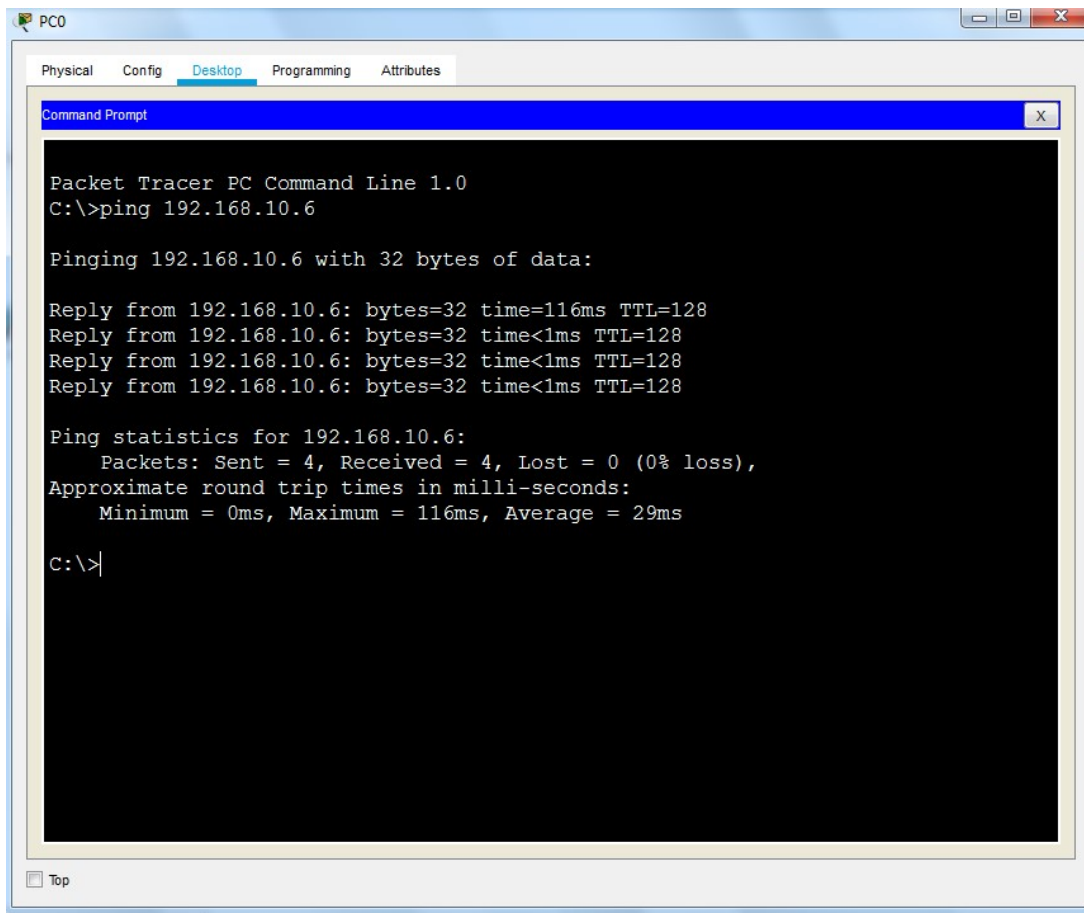 PC0
Physical Config Desktop Programming Attributes
Command Prompt
X
Packet Tracer PC Command Line 1.0
C:\>ping 192.168.10.6
Pinging 192.168.10.6 with 32 bytes of data:
Reply from 192.168.10.6: bytes=32 time=116ms TTL=128
Reply from 192.168.10.6: bytes=32 time<1ms TTL=128
Reply from 192.168.10.6: bytes=32 time<1ms TTL=128
Reply from 192.168.10.6: bytes=32 time<1ms TTL=128
Ping statistics for 192.168.10.6:
Packets: Sent = 4, Received = 4, Lost = 0 (0% loss),
Approximate round trip times in milli-seconds:
Minimum = 0ms, Maximum = 116ms, Average = 29ms
C:\>
Top